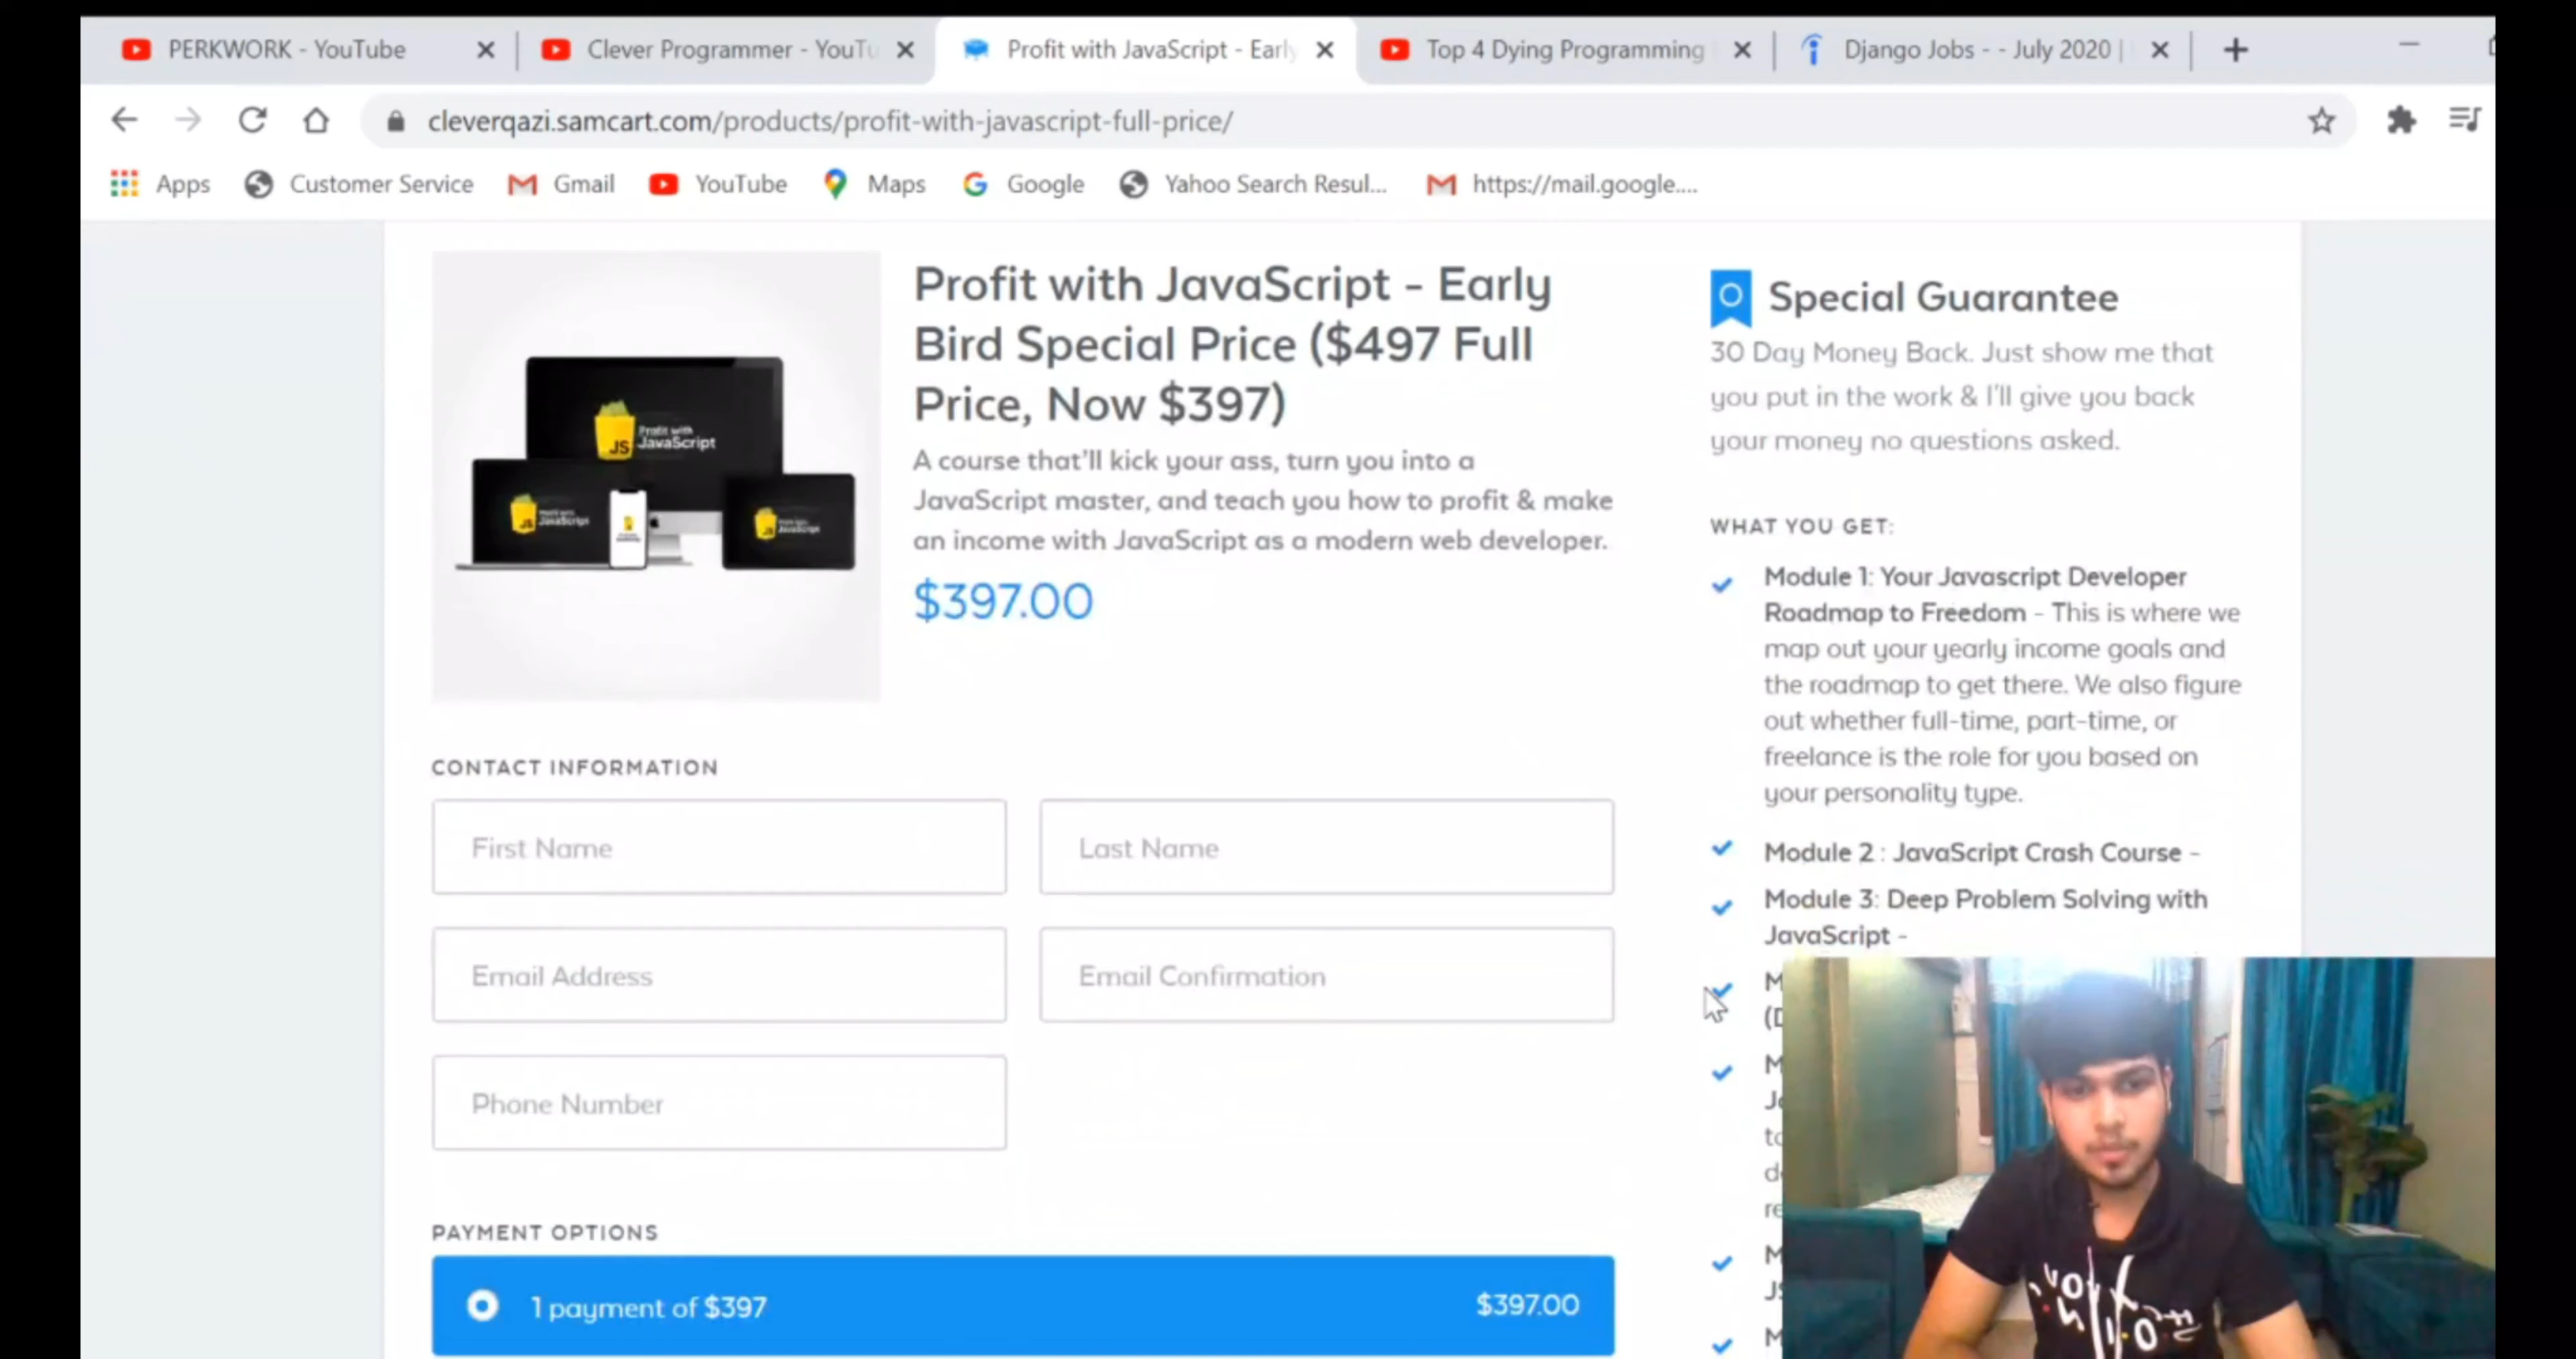 PERKWORK - YouTube
Clever Programmer - YouTu
Profit with JavaScript - Early
Top 4 Dying Programming
Django Jobs - - July 2020 |
cleverqazi.samcart.com/products/profit-with-javascript-full-price/
Apps
Customer Service
Gmail
YouTube
Maps
Google
Yahoo Search Resul...
https://mail.google....
JS
Profit with
JavaScript
Profit with JavaScript - Early
Bird Special Price ($497 Full
Price, Now $397)
A course that'll kick your ass, turn you into a
JavaScript master, and teach you how to profit & make
an income with JavaScript as a modern web developer.
$397.00
CONTACT INFORMATION
First Name
Last Name
Email Address
Email Confirmation
Phone Number
PAYMENT OPTIONS
1 payment of $397
$397.00
Special Guarantee
30 Day Money Back. Just show me that
you put in the work & I'll give you back
your money no questions asked.
WHAT YOU GET:
Module 1: Your Javascript Developer
Roadmap to Freedom - This is where we
map out your yearly income goals and
the roadmap to get there. We also figure
out whether full-time, part-time, or
freelance is the role for you based on
your personality type.
Module 2 : JavaScript Crash Course -
Module 3: Deep Problem Solving with
JavaScript -